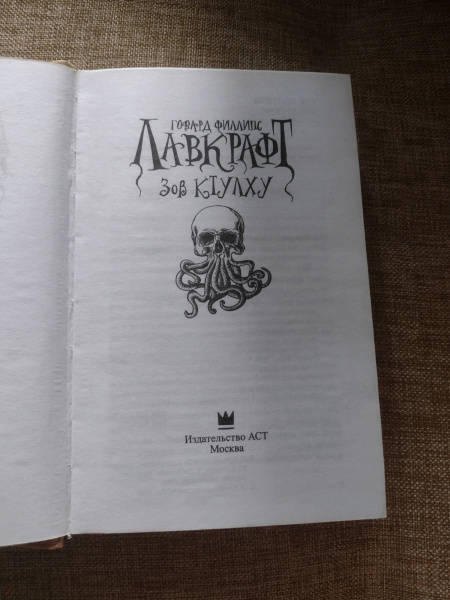 ГОВАРД ФИЛЛИПС
ЛАВКРАФТ
ЗОВ КТУЛХУ
Издательство АСТ
Москва